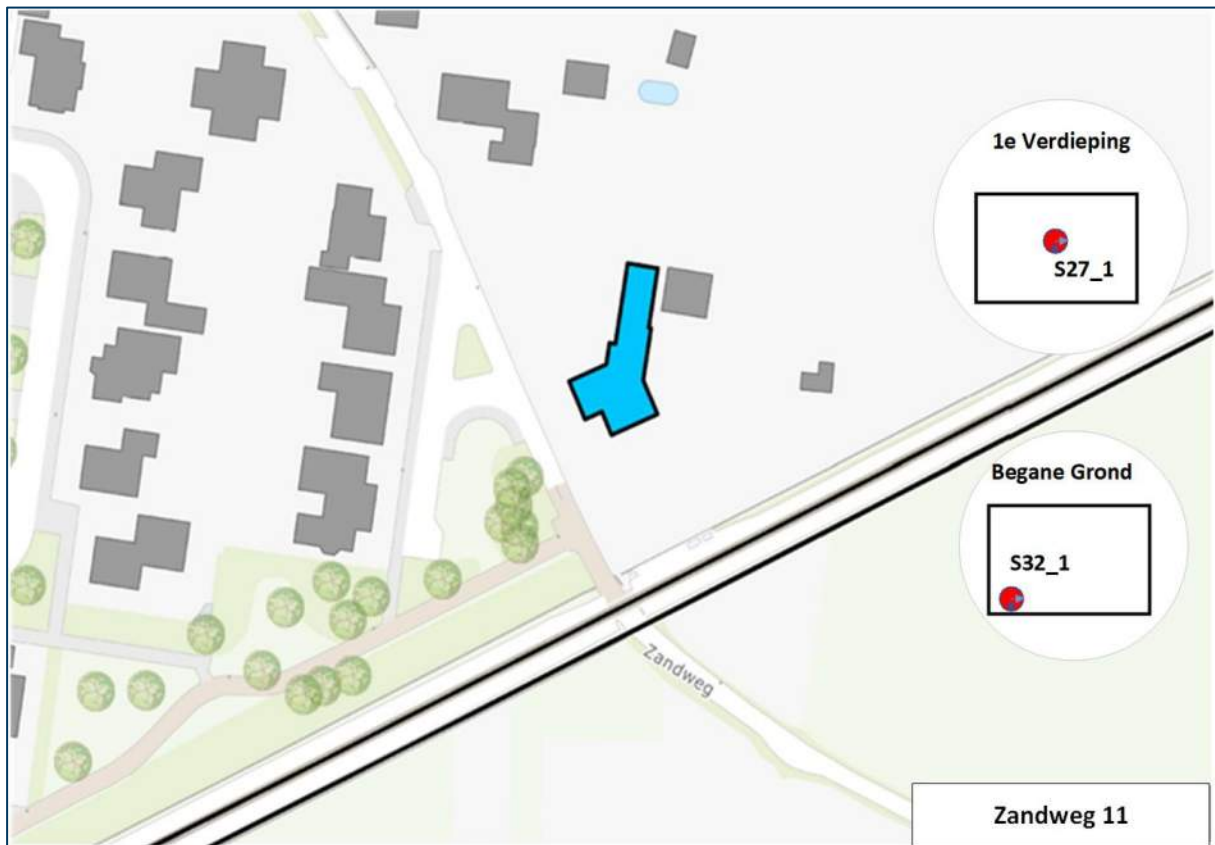 1e Verdieping
S27_1
Begane Grond
S32_1
Zandweg
Zandweg 11